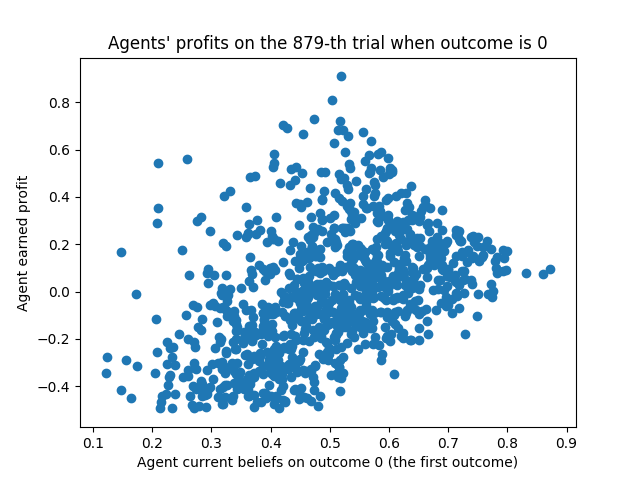 Agents' profits on the 879-th trial when outcome is 0
Agent earned profit
0.8
0.6
0.4
0.2
0.0
−0.2
−0.4
0.1 0.2 0.3 0.4 0.5 0.6 0.7 0.8 0.9
Agent current beliefs on outcome 0 (the first outcome)